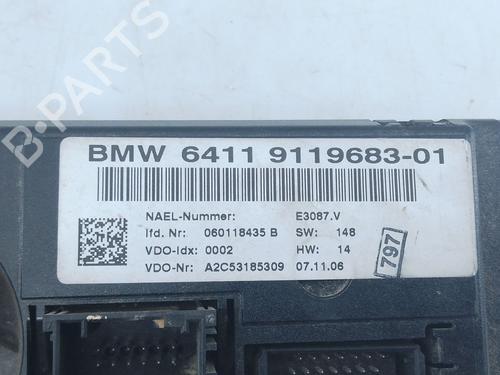 BMW 6411 9119683-01
NAEL-Nummer: E3087.V
lfd. Nr: 060118435 B SW: 148
VDO-Idx: 0002 HW: 14
VDO-Nr: A2C53185309 07.11.06
797
B-PARTS